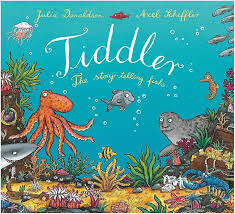 Julia Donaldson Axel Scheffler
Tiddler
The story-telling fish